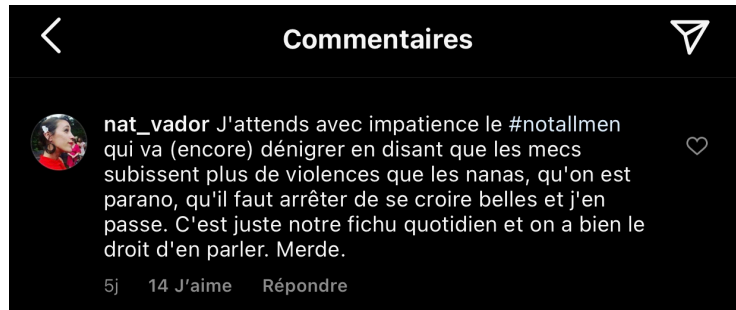 Commentaires
nat_vador J'attends avec impatience le #notallmen
qui va (encore) dénigrer en disant que les mecs
subissent plus de violences que les nanas, qu'on est
parano, qu'il faut arrêter de se croire belles et j'en
passe. C'est juste notre fichu quotidien et on a bien le
droit d'en parler. Merde.
5j 14 J'aime Répondre